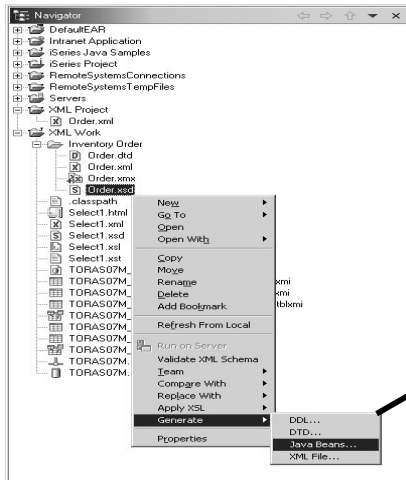 Navigator
DefaultEAR
Intranet Application
iSeries Java Samples
iSeries Project
RemoteSystemsConnections
RemoteSystemsTempFiles
Servers
XML Project
Order.xml
XML Work
Inventory Order
Order.dtd
Order.xml
Order.xmx
Order.xsd
.classpath
Select1.html
Select1.xml
Select1.xsd
Select1.xsl
Select1.xst
TORAS07M_
TORAS07M_ xmi
TORAS07M_ xmi
TORAS07M_ tblxmi
TORAS07M_
TORAS07M_
TORAS07M_
TORAS07M.
TORAS07M.
New
Go To
Open
Open With
Copy
Move
Rename
Delete
Add Bookmark
Refresh From Local
Run on Server
Validate XML Schema
Team
Compare With
Replace With
Apply XSL
Generate
Properties
DDL...
DTD...
Java Beans...
XML File...